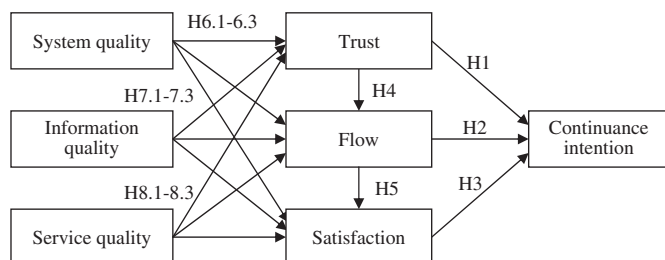 System quality
H6.1-6.3
Trust
H1
H7.1-7.3
H4
Information
quality
Flow
H2
Continuance
intention
H8.1-8.3
H5
H3
Service quality
Satisfaction